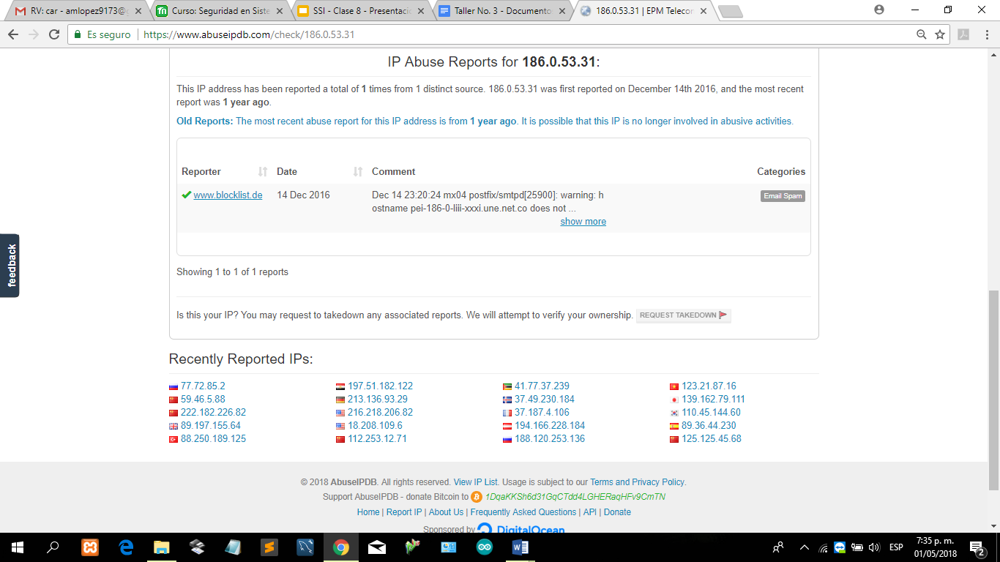 RV: car - amlopez9173@g
Curso: Seguridad en Siste
SSI - Clase 8 - Presentaci
Taller No. 3 - Documento
186.0.53.31 | EPM Teleco
Es seguro | https://www.abuseipdb.com/check/186.0.53.31
IP Abuse Reports for 186.0.53.31:
This IP address has been reported a total of 1 times from 1 distinct source. 186.0.53.31 was first reported on December 14th 2016, and the most recent
report was 1 year ago.
Old Reports: The most recent abuse report for this IP address is from 1 year ago. It is possible that this IP is no longer involved in abusive activities.
Reporter Date Comment Categories
www.blocklist.de 14 Dec 2016 Dec 14 23:20:24 mx04 postfix/smtpd[25900]: warning: h Email Spam
ostname pei-186-0-liii-xxxi.une.net.co does not ...
show more
Showing 1 to 1 of 1 reports
feedback
Is this your IP? You may request to takedown any associated reports. We will attempt to verify your ownership. REQUEST TAKEDOWN
Recently Reported IPs:
77.72.85.2 197.51.182.122 41.77.37.239 123.21.87.16
59.46.5.88 213.136.93.29 37.49.230.184 139.162.79.111
222.182.226.82 216.218.206.82 37.187.4.106 110.45.144.60
89.197.155.64 18.208.109.6 194.166.228.184 89.36.44.230
88.250.189.125 112.253.12.71 188.120.253.136 125.125.45.68
© 2018 AbuseIPDB. All rights reserved. View IP List. Usage is subject to our Terms and Privacy Policy.
Support AbuseIPDB - donate Bitcoin to 1DqaKKSh6d31GqCTdd4LGHERaqHFv9CmTN
Home | Report IP | About Us | Frequently Asked Questions | API | Donate
Sponsored by DigitalOcean
ESP
7:35 p. m.
01/05/2018
2